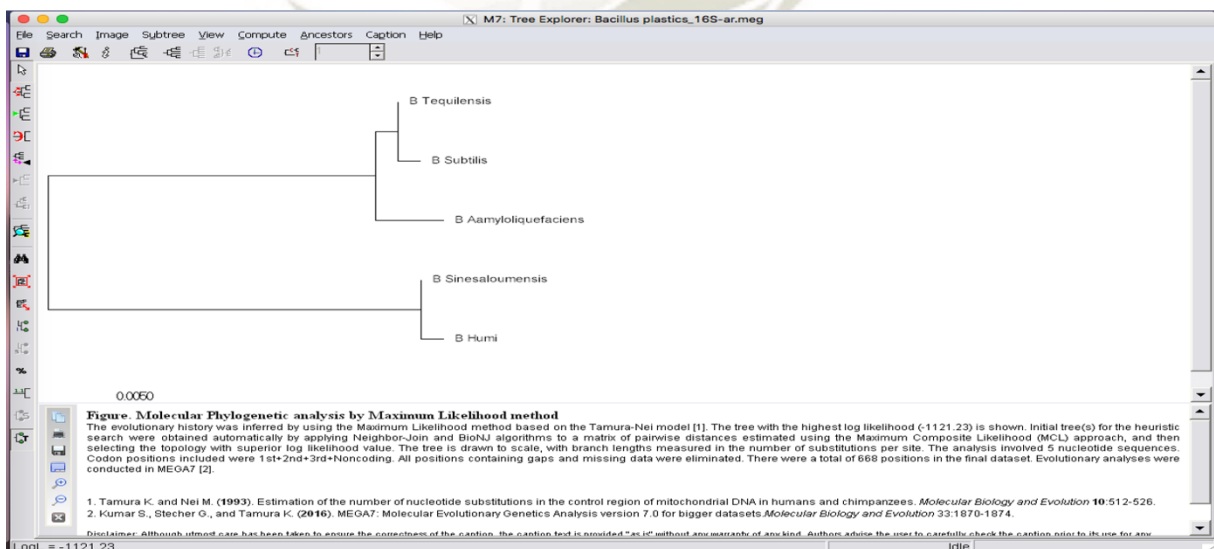 M7: Tree Explorer: Bacillus plastics_16S-ar.meg
File Search Image Subtree View Compute Ancestors Caption Help
1
B Tequilensis
B Subtilis
B Aamyloliquefaciens
B Sinesaloumensis
B Humi
0.0050
Figure. Molecular Phylogenetic analysis by Maximum Likelihood method
The evolutionary history was inferred by using the Maximum Likelihood method based on the Tamura-Nei model [1]. The tree with the highest log likelihood (-1121.23) is shown. Initial tree(s) for the heuristic
search were obtained automatically by applying Neighbor-Join and BioNJ algorithms to a matrix of pairwise distances estimated using the Maximum Composite Likelihood (MCL) approach, and then
selecting the topology with superior log likelihood value. The tree is drawn to scale, with branch lengths measured in the number of substitutions per site. The analysis involved 5 nucleotide sequences.
Codon positions included were 1st+2nd+3rd+Noncoding. All positions containing gaps and missing data were eliminated. There were a total of 668 positions in the final dataset. Evolutionary analyses were
conducted in MEGA7 [2].
1. Tamura K. and Nei M. (1993). Estimation of the number of nucleotide substitutions in the control region of mitochondrial DNA in humans and chimpanzees. Molecular Biology and Evolution 10:512-526.
2. Kumar S., Stecher G., and Tamura K. (2016). MEGA7: Molecular Evolutionary Genetics Analysis version 7.0 for bigger datasets.Molecular Biology and Evolution 33:1870-1874.
Disclaimer: Although utmost care has been taken to ensure the correctness of the caption, the caption text is provided "as is" without any warranty of any kind. Authors advise the user to carefully check the caption prior to its use for any
LogL = -1121.23
Idle